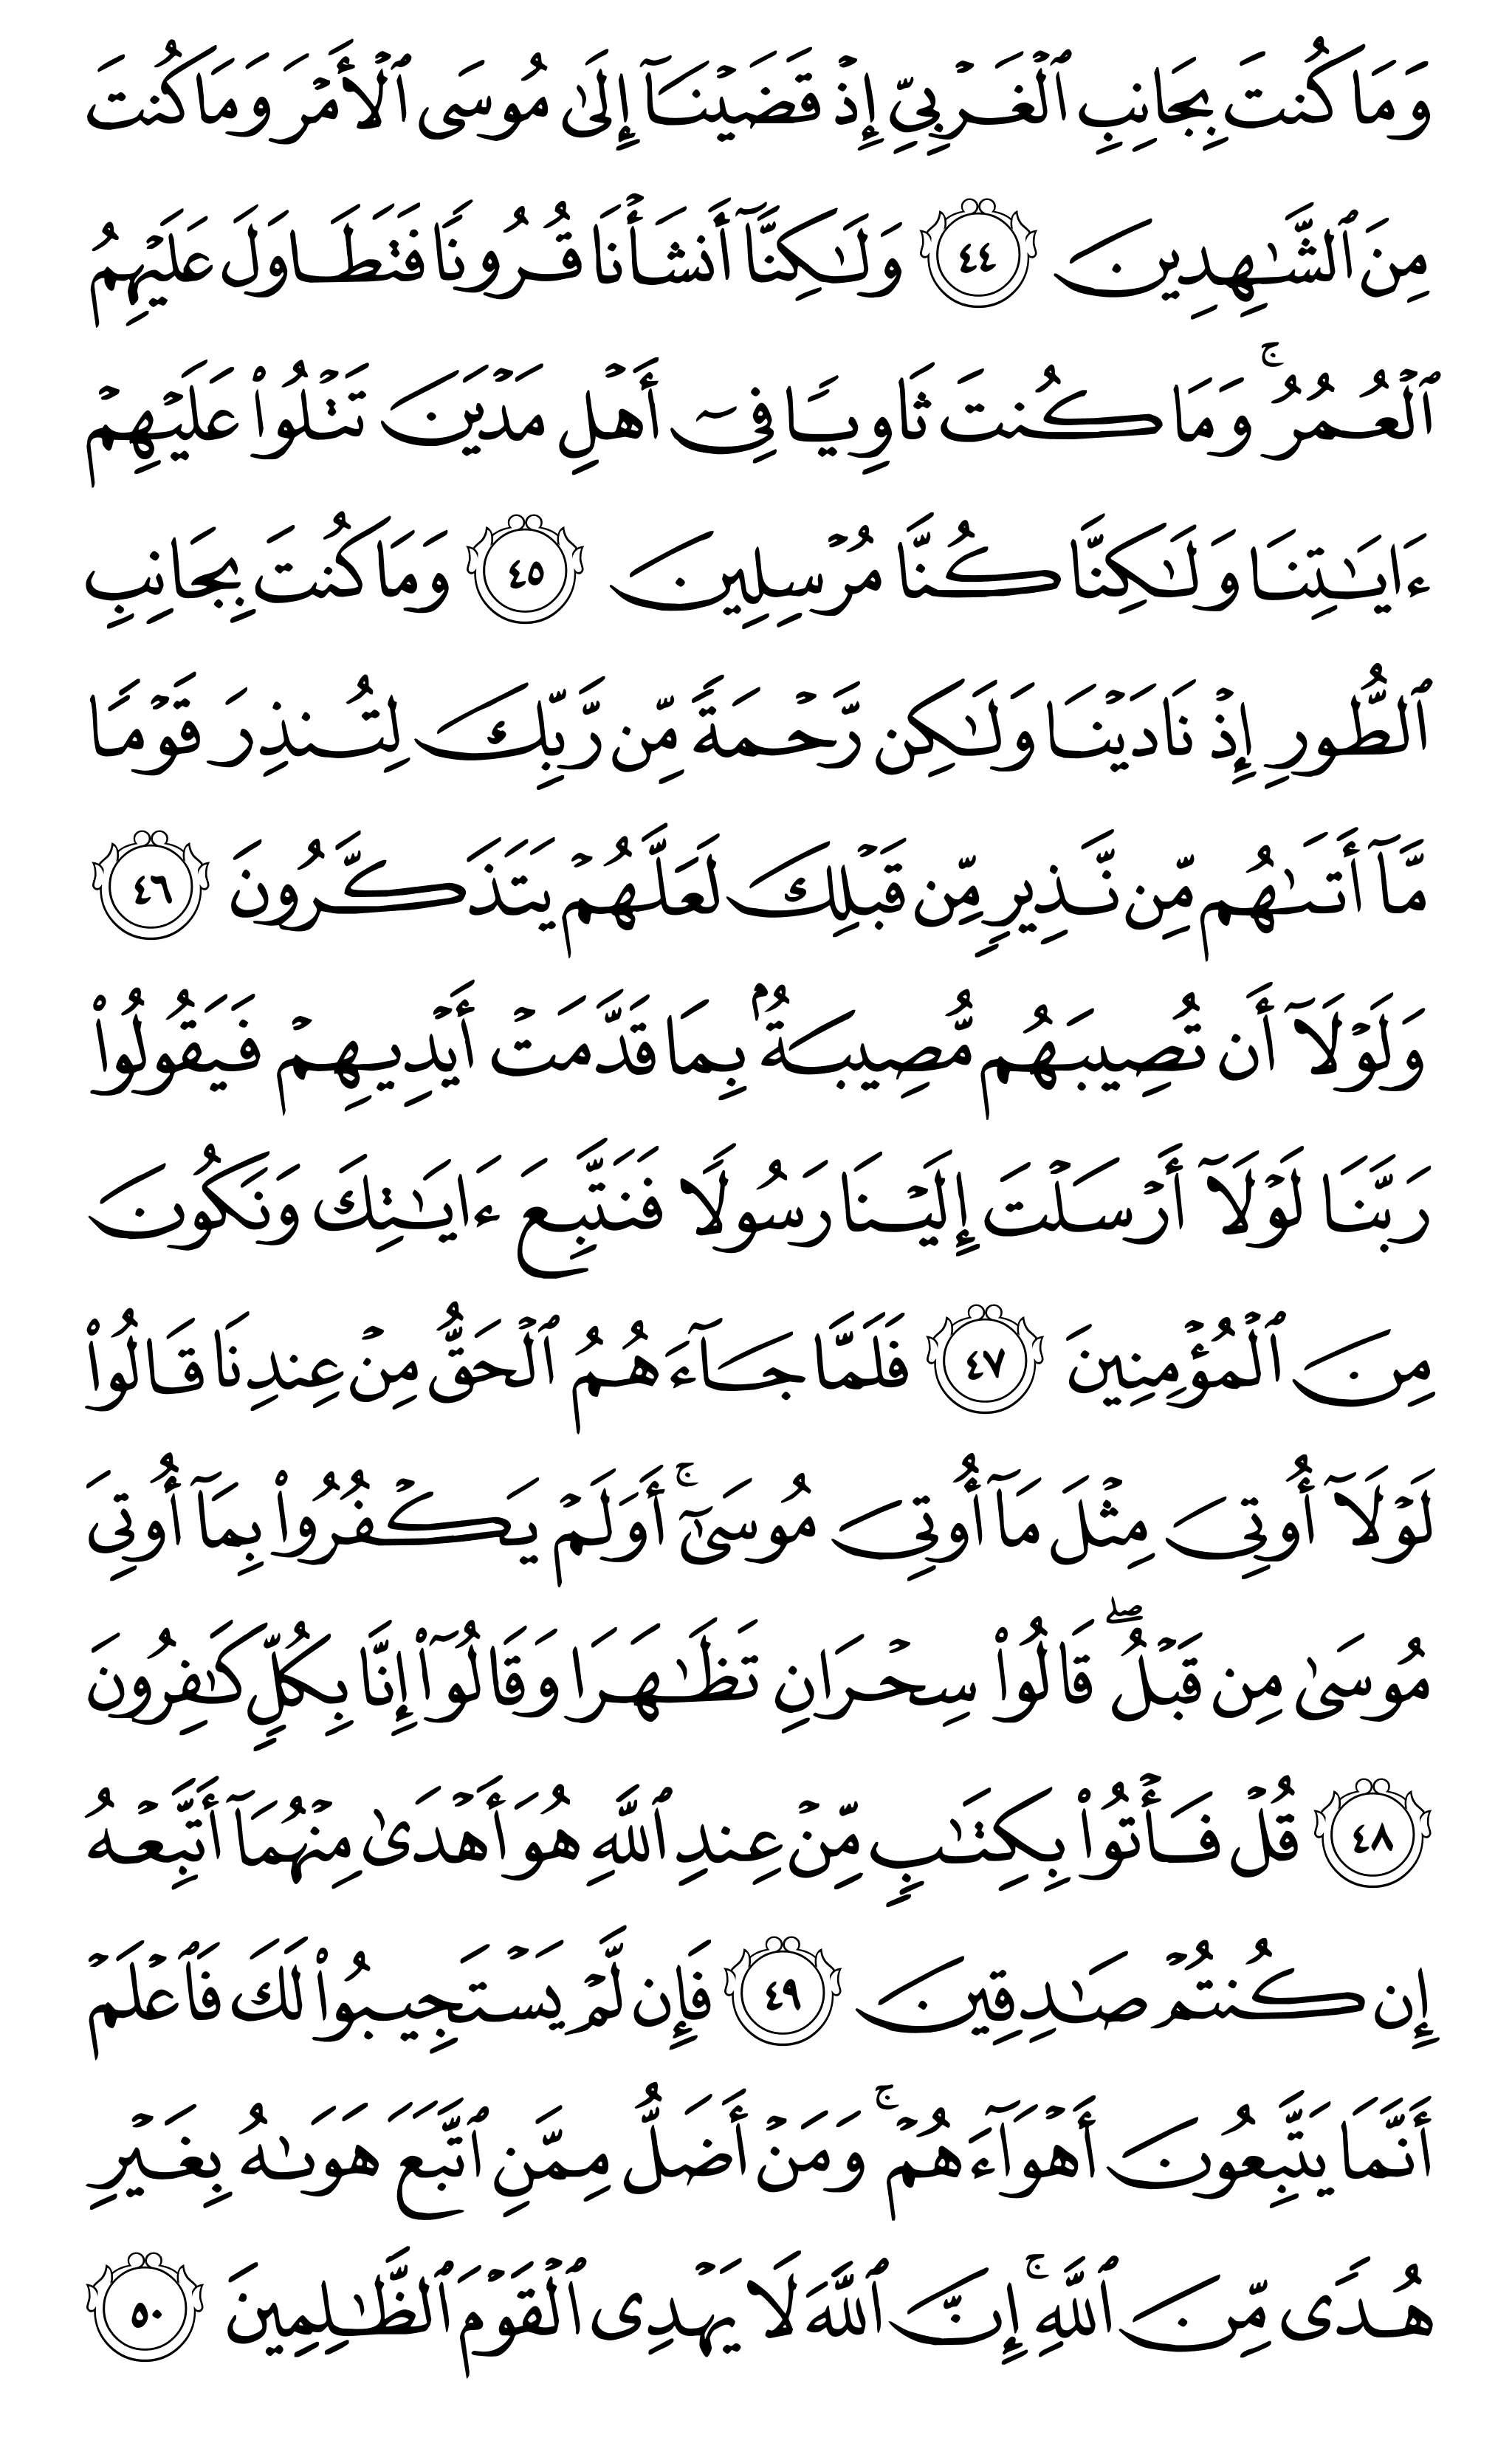 وَمَا كُنتَ بِجَانِبِ ٱلۡغَرۡبِيِّ إِذۡ قَضَيۡنَآ إِلَىٰ مُوسَى ٱلۡأَمۡرَ وَمَا كُنتَ
مِنَ ٱلشَّٰهِدِينَ ٤٤ وَلَٰكِنَّآ أَنشَأۡنَا قُرُونٗا فَتَطَاوَلَ عَلَيۡهِمُ
ٱلۡعُمُرُۚ وَمَا كُنتَ ثَاوِيٗا فِيٓ أَهۡلِ مَدۡيَنَ تَتۡلُواْ عَلَيۡهِمۡ
ءَايَٰتِنَا وَلَٰكِنَّا كُنَّا مُرۡسِلِينَ ٤٥ وَمَا كُنتَ بِجَانِبِ
ٱلطُّورِ إِذۡ نَادَيۡنَا وَلَٰكِن رَّحۡمَةٗ مِّن رَّبِّكَ لِتُنذِرَ قَوۡمٗا
مَّآ أَتَىٰهُم مِّن نَّذِيرٖ مِّن قَبۡلِكَ لَعَلَّهُمۡ يَتَذَكَّرُونَ ٤٦
وَلَوۡلَآ أَن تُصِيبَهُم مُّصِيبَةُۢ بِمَا قَدَّمَتۡ أَيۡدِيهِمۡ فَيَقُولُواْ
رَبَّنَا لَوۡلَآ أَرۡسَلۡتَ إِلَيۡنَا رَسُولٗا فَنَتَّبِعَ ءَايَٰتِكَ وَنَكُونَ
مِنَ ٱلۡمُؤۡمِنِينَ ٤٧ فَلَمَّا جَآءَهُمُ ٱلۡحَقُّ مِنۡ عِندِنَا قَالُواْ
لَوۡلَآ أُوتِيَ مِثۡلَ مَآ أُوتِيَ مُوسَىٰٓۚ أَوَلَمۡ يَكۡفُرُواْ بِمَآ أُوتِيَ
مُوسَىٰ مِن قَبۡلُۖ قَالُواْ سِحۡرَانِ تَظَٰهَرَا وَقَالُوٓاْ إِنَّا بِكُلّٖ كَٰفِرُونَ
٤٨ قُلۡ فَأۡتُواْ بِكِتَٰبٖ مِّنۡ عِندِ ٱللَّهِ هُوَ أَهۡدَىٰ مِنۡهُمَآ أَتَّبِعۡهُ
إِن كُنتُمۡ صَٰدِقِينَ ٤٩ فَإِن لَّمۡ يَسۡتَجِيبُواْ لَكَ فَٱعۡلَمۡ
أَنَّمَا يَتَّبِعُونَ أَهۡوَآءَهُمۡۚ وَمَنۡ أَضَلُّ مِمَّنِ ٱتَّبَعَ هَوَىٰهُ بِغَيۡرِ
هُدٗى مِّنَ ٱللَّهِۚ إِنَّ ٱللَّهَ لَا يَهۡدِي ٱلۡقَوۡمَ ٱلظَّٰلِمِينَ ٥٠